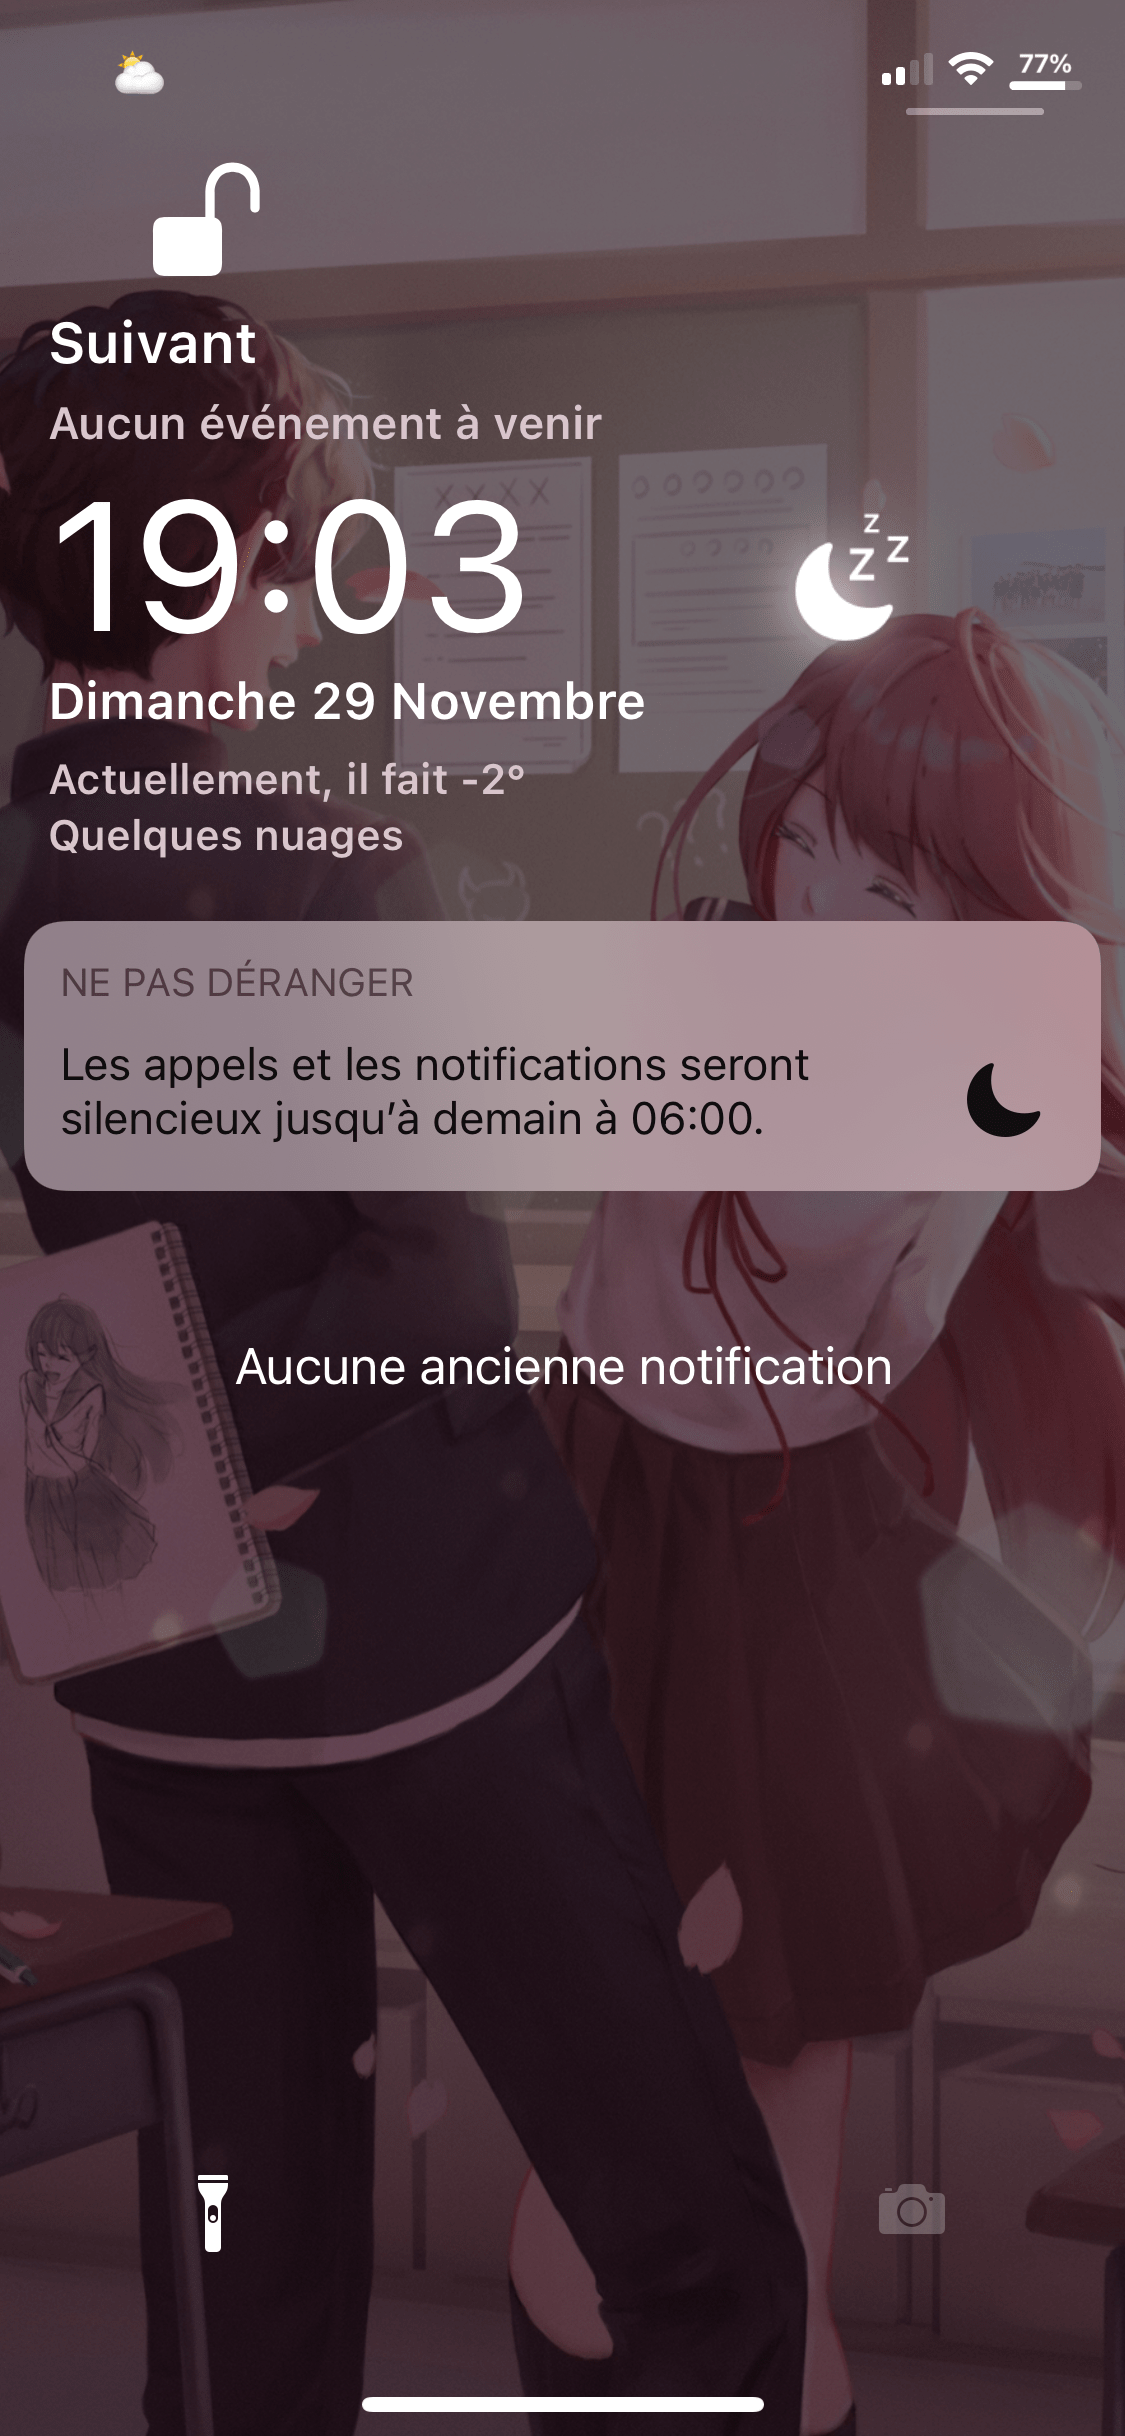 77%
Suivant
Aucun événement à venir
19:03
z
z
z
Dimanche 29 Novembre
Actuellement, il fait -2°
Quelques nuages
NE PAS DÉRANGER
Les appels et les notifications seront
silencieux jusqu’à demain à 06:00.
Aucune ancienne notification